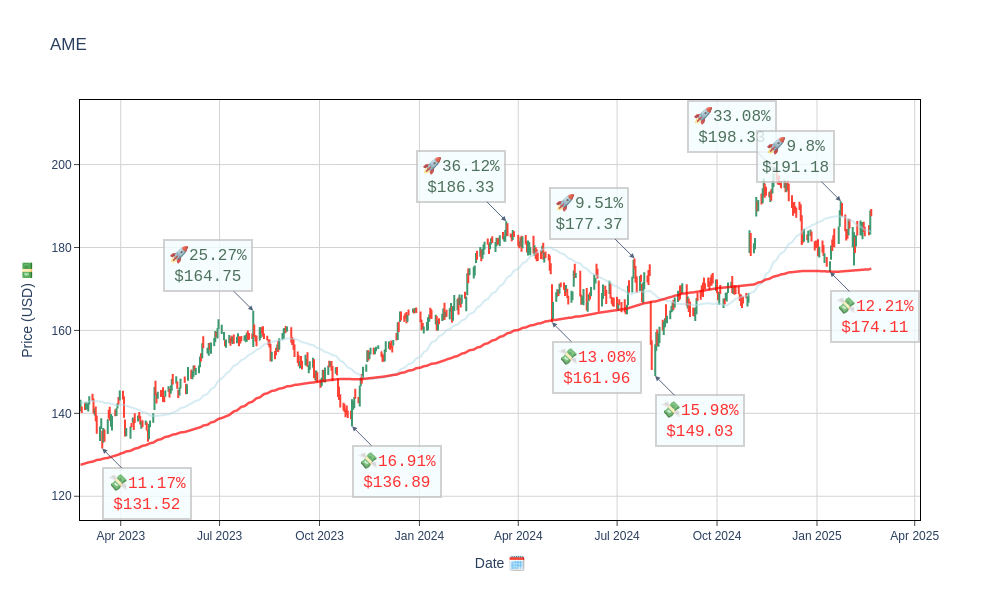 AME
🚀33.08%
$198.33
🚀9.8%
$191.18
🚀36.12%
$186.33
🚀9.51%
$177.37
🚀25.27%
$164.75
💸12.21%
$174.11
💸13.08%
$161.96
💸15.98%
$149.03
💸16.91%
$136.89
💸11.17%
$131.52
200
180
160
140
120
Price (USD) 💵
Apr 2023
Jul 2023
Oct 2023
Jan 2024
Apr 2024
Jul 2024
Oct 2024
Jan 2025
Apr 2025
Date 🗓️